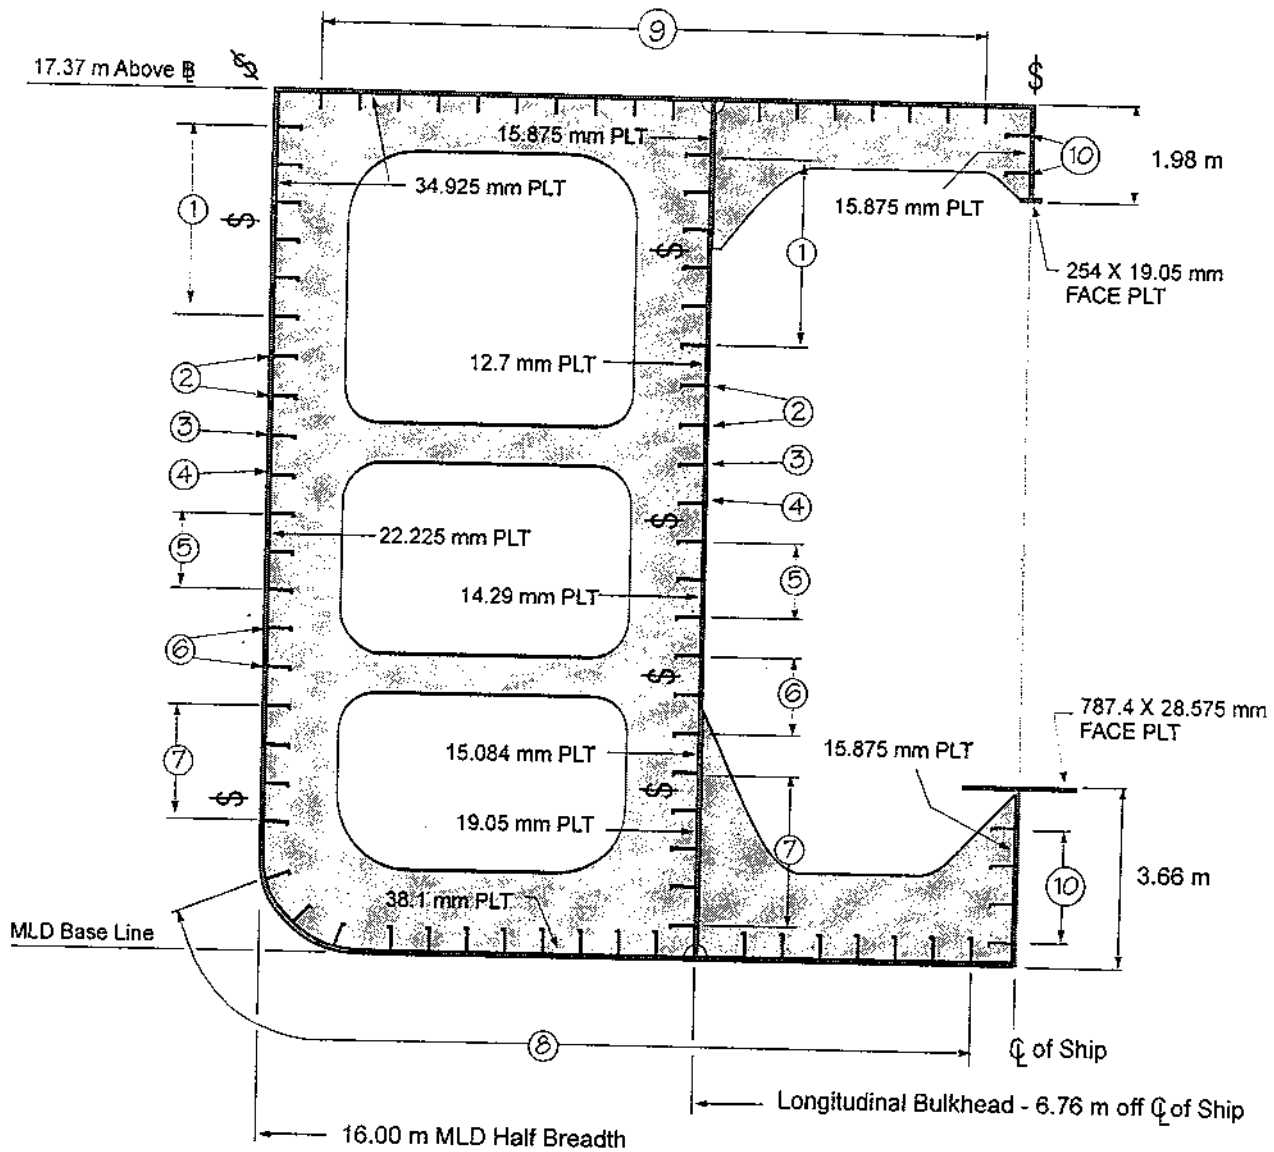 9
17.37 m Above BL
15.875 mm PLT
10
1.98 m
34.925 mm PLT
15.875 mm PLT
1
1
254 X 19.05 mm
FACE PLT
12.7 mm PLT
2
2
3
3
4
4
22.225 mm PLT
5
5
14.29 mm PLT
6
6
787.4 X 28.575 mm
FACE PLT
15.084 mm PLT
15.875 mm PLT
7
7
19.05 mm PLT
10
3.66 m
38.1 mm PLT
MLD Base Line
8
CL of Ship
Longitudinal Bulkhead - 6.76 m off CL of Ship
16.00 m MLD Half Breadth